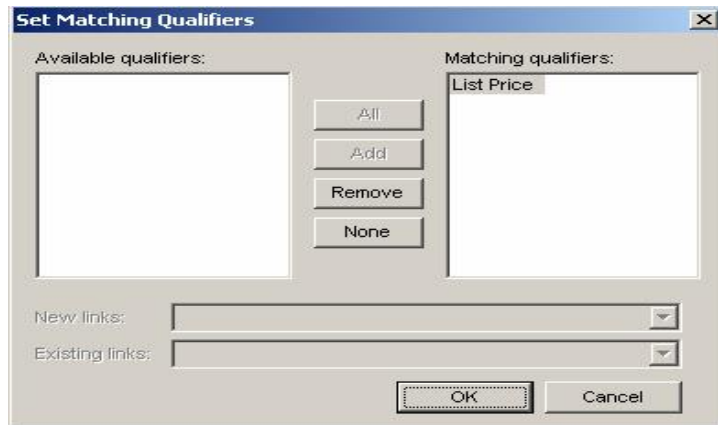 Set Matching Qualifiers
Available qualifiers:
Matching qualifiers:
List Price
All
Add
Remove
None
New links:
Existing links:
OK
Cancel